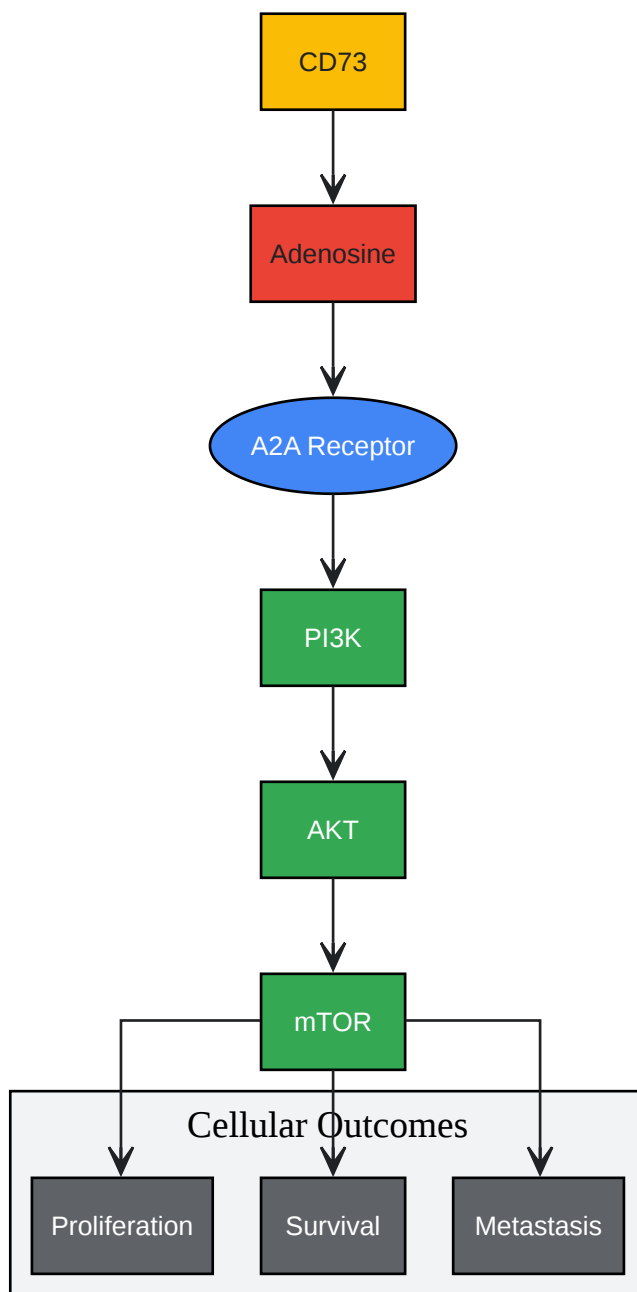 CD73
Adenosine
A2A Receptor
PI3K
AKT
mTOR
Cellular Outcomes
Proliferation
Survival
Metastasis